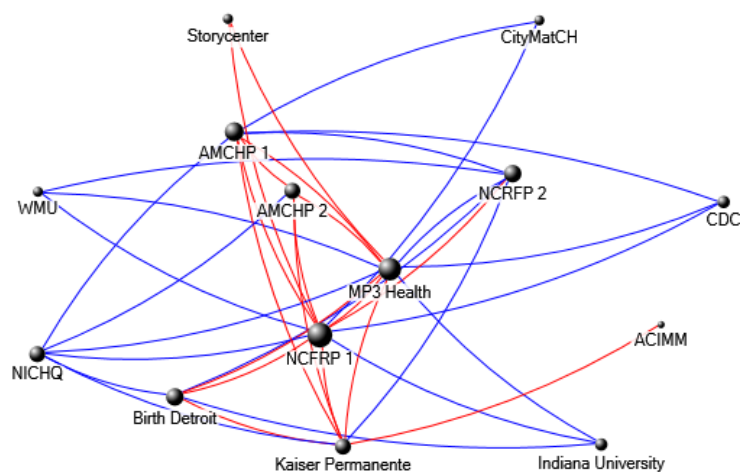 Storycenter
CityMatCH
AMCHP 1
NCRFP 2
WMU
AMCHP 2
CDC
MP3 Health
ACIMM
NCFRP 1
NICHQ
Birth Detroit
Kaiser Permanente
Indiana University